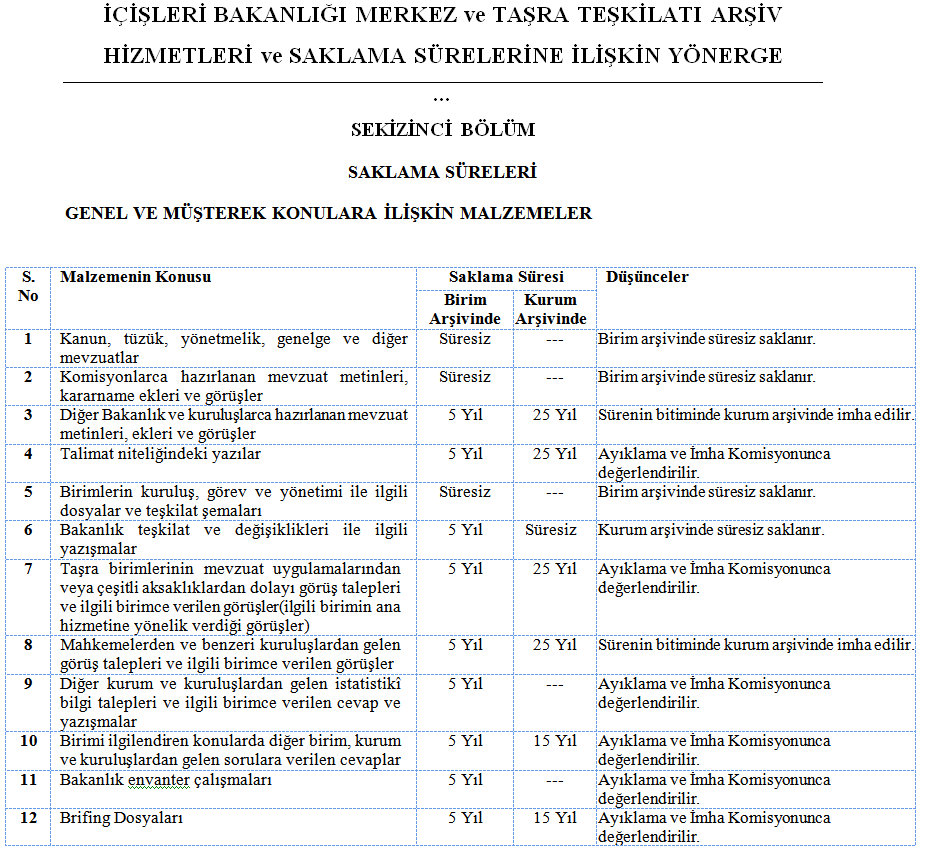 İÇİŞLERİ BAKANLIĞI MERKEZ ve TAŞRA TEŞKİLATI ARŞİV
HİZMETLERİ ve SAKLAMA SÜRELERİNE İLİŞKİN YÖNERGE
...
SEKİZİNCİ BÖLÜM
SAKLAMA SÜRELERİ
GENEL VE MÜŞTEREK KONULARA İLİŞKİN MALZEMELER
S. No Malzemenin Konusu Saklama Süresi Düşünceler
Birim Arşivinde Kurum Arşivinde
1 Kanun, tüzük, yönetmelik, genelge ve diğer Süresiz --- Birim arşivinde süresiz saklanır.
mevzuatlar
2 Komisyonlarca hazırlanan mevzuat metinleri, Süresiz --- Birim arşivinde süresiz saklanır.
kararname ekleri ve görüşler
3 Diğer Bakanlık ve kuruluşlarca hazırlanan mevzuat 5 Yıl 25 Yıl Sürenin bitiminde kurum arşivinde imha edilir.
metinleri, ekleri ve görüşler
4 Talimat niteliğindeki yazılar 5 Yıl 25 Yıl Ayıklama ve İmha Komisyonunca
değerlendirilir.
5 Birimlerin kuruluş, görev ve yönetimi ile ilgili Süresiz --- Birim arşivinde süresiz saklanır.
dosyalar ve teşkilat şemaları
6 Bakanlık teşkilat ve değişiklikleri ile ilgili 5 Yıl Süresiz Kurum arşivinde süresiz saklanır.
yazışmalar
7 Taşra birimlerinin mevzuat uygulamalarından 5 Yıl 25 Yıl Ayıklama ve İmha Komisyonunca
veya çeşitli aksaklıklardan dolayı görüş talepleri değerlendirilir.
ve ilgili birimce verilen görüşler(ilgili birimin ana
hizmetine yönelik verdiği görüşler)
8 Mahkemelerden ve benzeri kuruluşlardan gelen 5 Yıl 25 Yıl Sürenin bitiminde kurum arşivinde imha edilir.
görüş talepleri ve ilgili birimce verilen görüşler
9 Diğer kurum ve kuruluşlardan gelen istatistikî 5 Yıl --- Ayıklama ve İmha Komisyonunca
bilgi talepleri ve ilgili birimce verilen cevap ve değerlendirilir.
yazışmalar
10 Birimi ilgilendiren konularda diğer birim, kurum 5 Yıl 15 Yıl Ayıklama ve İmha Komisyonunca
ve kuruluşlardan gelen sorulara verilen cevaplar değerlendirilir.
11 Bakanlık envanter çalışmaları 5 Yıl --- Ayıklama ve İmha Komisyonunca
değerlendirilir.
12 Brifing Dosyaları 5 Yıl 15 Yıl Ayıklama ve İmha Komisyonunca
değerlendirilir.